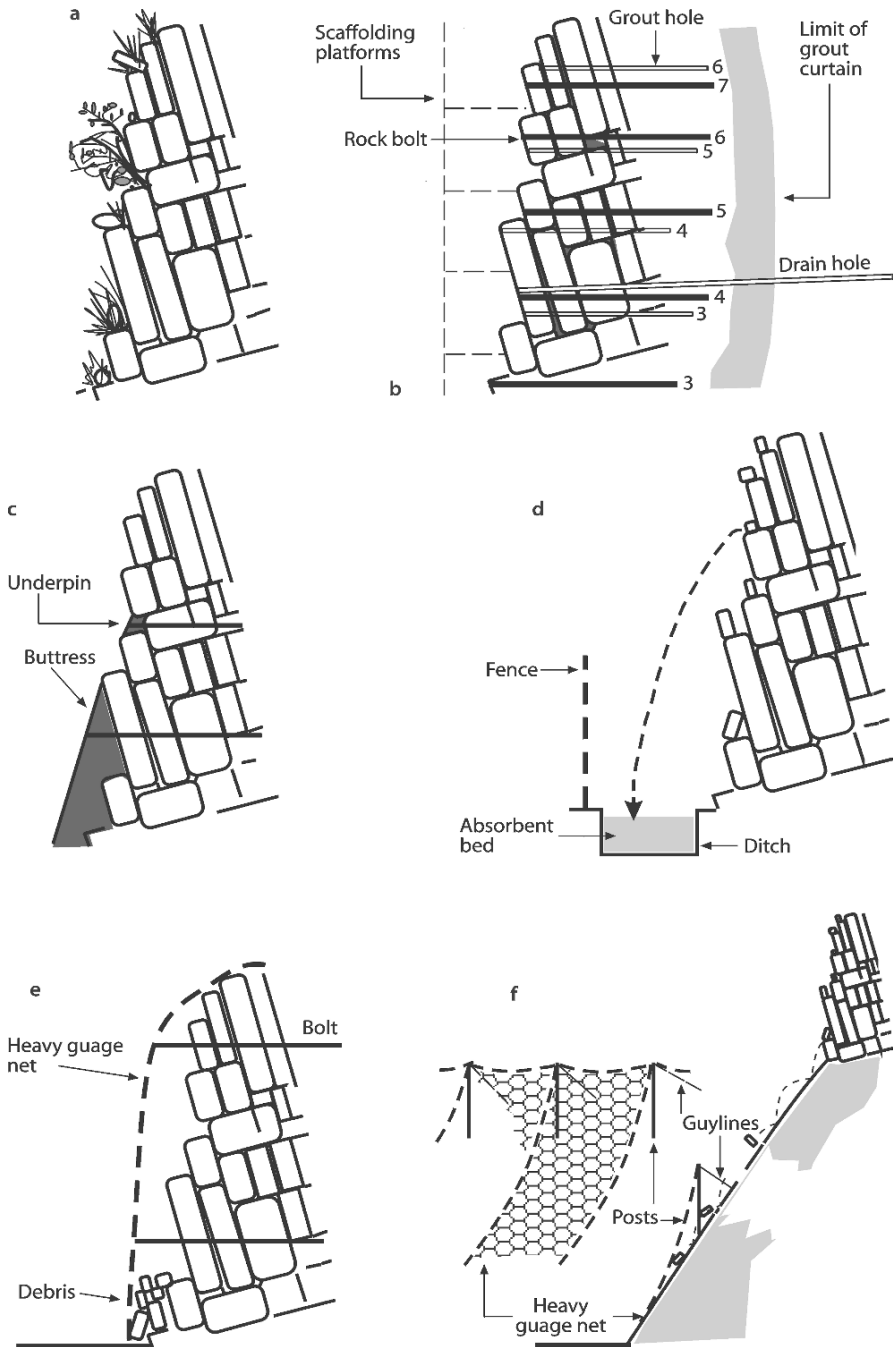 a
Scaffolding
platforms
Grout hole
Limit of
grout
curtain
6
7
Rock bolt
6
5
5
4
Drain hole
4
3
b
3
c
Underpin
Buttress
d
Fence
Absorbent
bed
Ditch
e
Bolt
Heavy guage
net
Debris
f
Guylines
Posts
Heavy
guage net